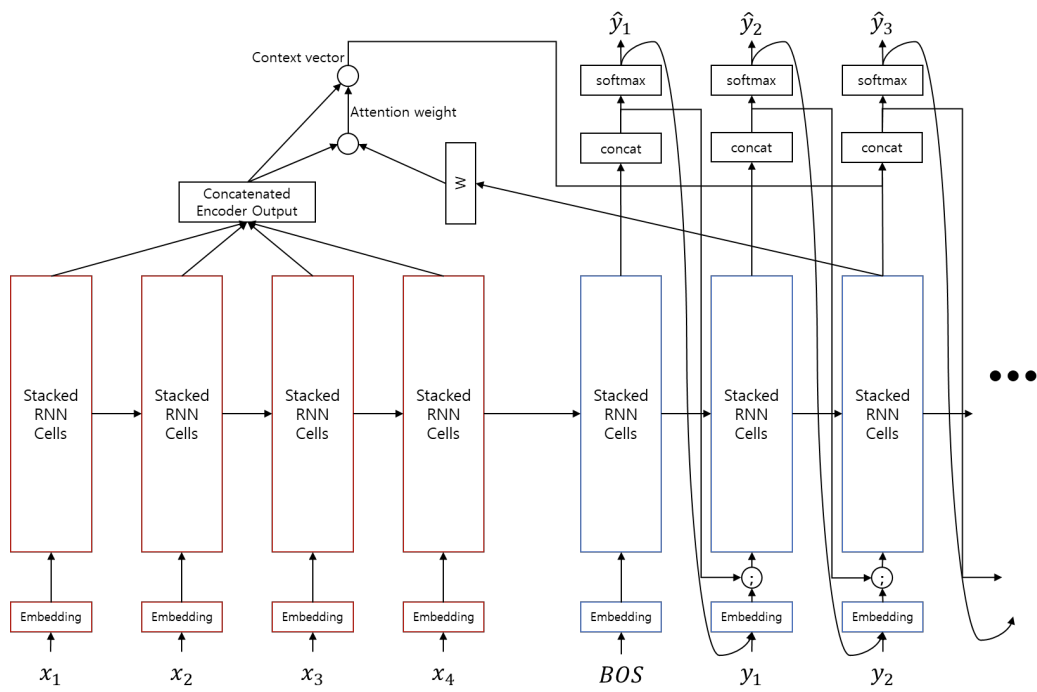 ŷ₁ ŷ₂ ŷ₃
Context vector
softmax softmax softmax
Attention weight
concat concat concat
W
Concatenated
Encoder Output
Stacked Stacked Stacked Stacked Stacked Stacked Stacked
RNN RNN RNN RNN RNN RNN RNN
Cells Cells Cells Cells Cells Cells Cells
; ;
Embedding Embedding Embedding Embedding Embedding Embedding Embedding
x₁ x₂ x₃ x₄ BOS y₁ y₂